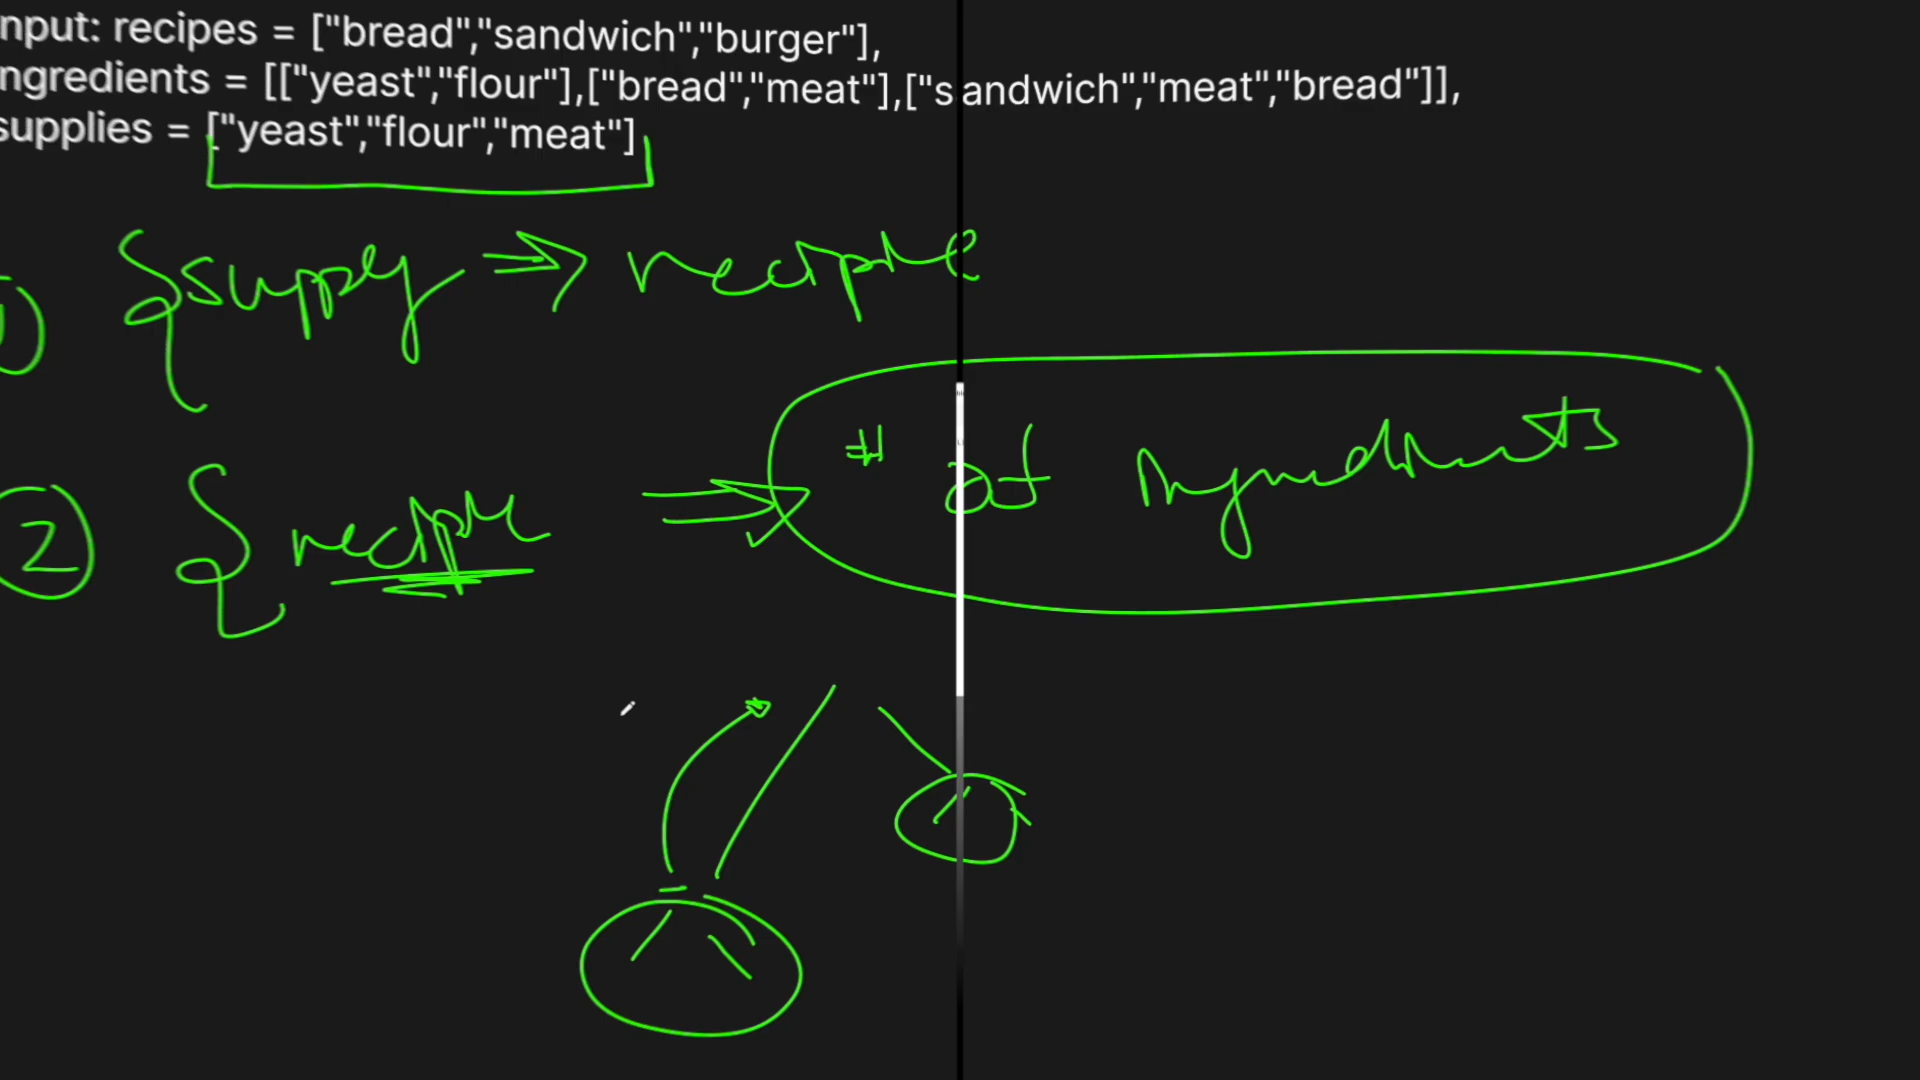 nput: recipes = ["bread","sandwich","burger"],
ngredients = [["yeast","flour"],["bread","meat"],["sandwich","meat","bread"]],
supplies = ["yeast","flour","meat"]
1) { supply => recipie
2 { recipe => # of Ingredients